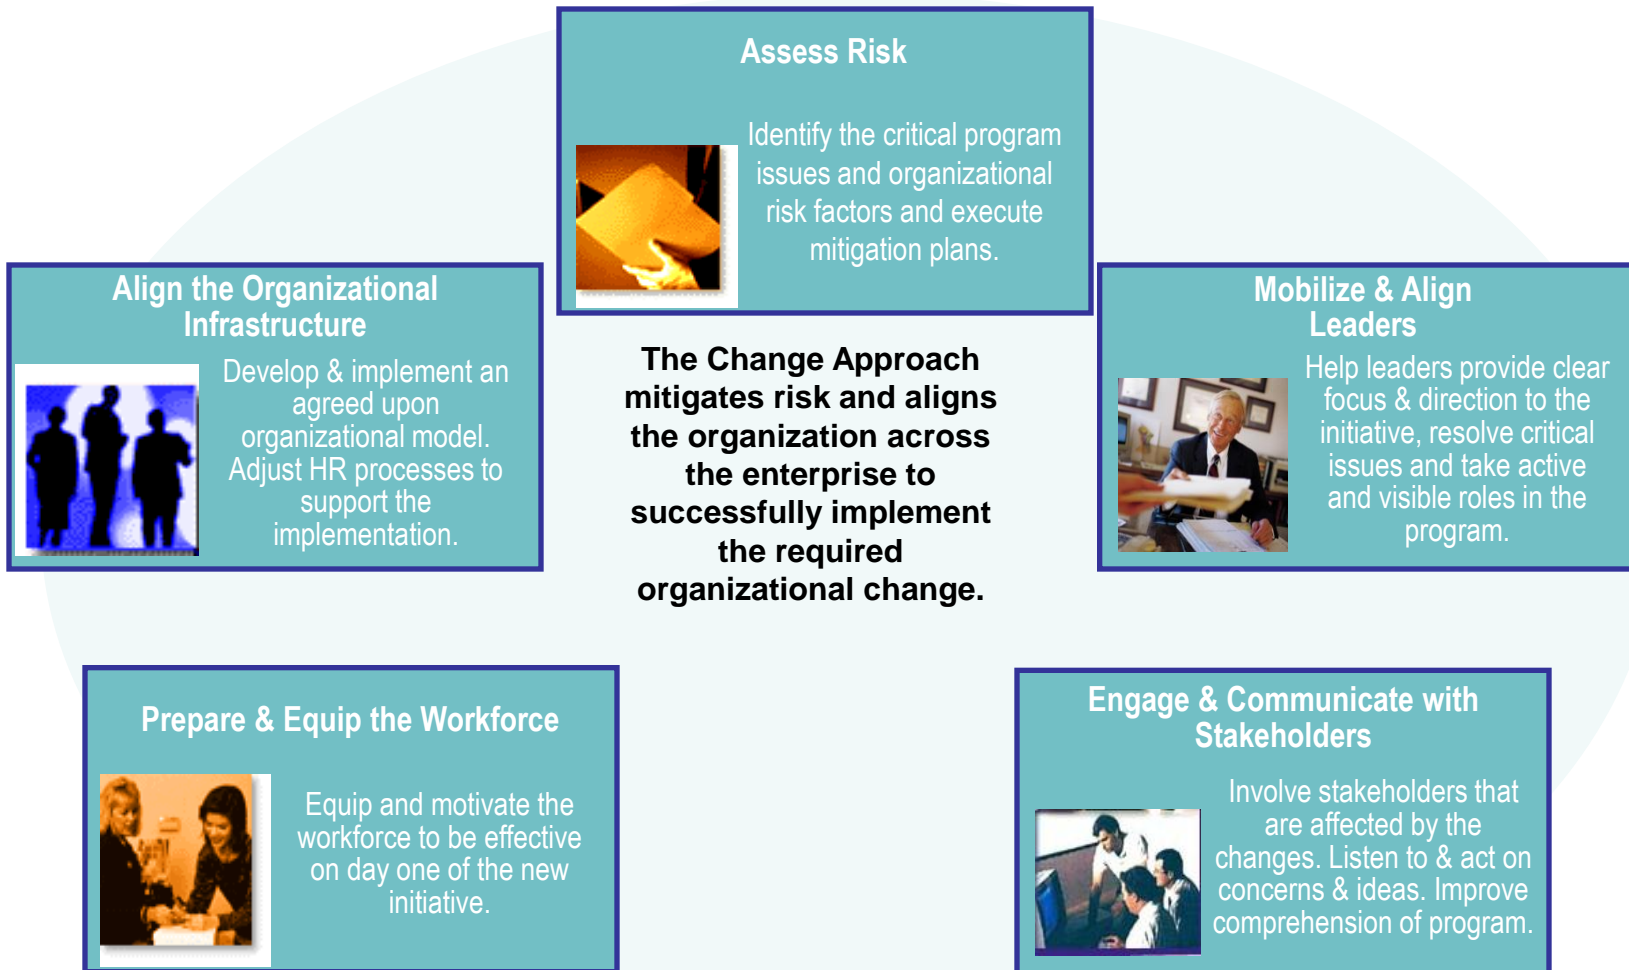 Assess Risk
Identify the critical program
issues and organizational
risk factors and execute
mitigation plans.
Align the Organizational
Infrastructure
Develop & implement an
agreed upon
organizational model.
Adjust HR processes to
support the
implementation.
The Change Approach
mitigates risk and aligns
the organization across
the enterprise to
successfully implement
the required
organizational change.
Mobilize & Align
Leaders
Help leaders provide clear
focus & direction to the
initiative, resolve critical
issues and take active
and visible roles in the
program.
Prepare & Equip the Workforce
Equip and motivate the
workforce to be effective
on day one of the new
initiative.
Engage & Communicate with
Stakeholders
Involve stakeholders that
are affected by the
changes. Listen to & act on
concerns & ideas. Improve
comprehension of program.